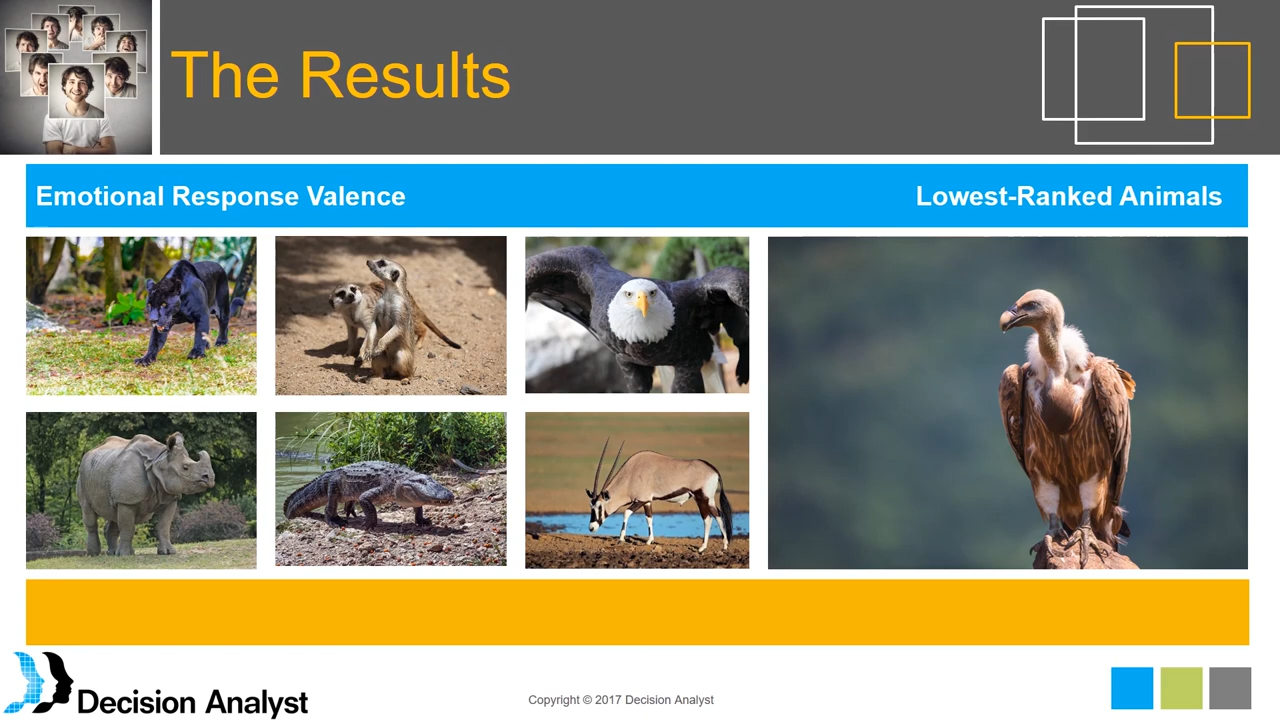 The Results
Emotional Response Valence
Lowest-Ranked Animals
Decision Analyst
Copyright © 2017 Decision Analyst